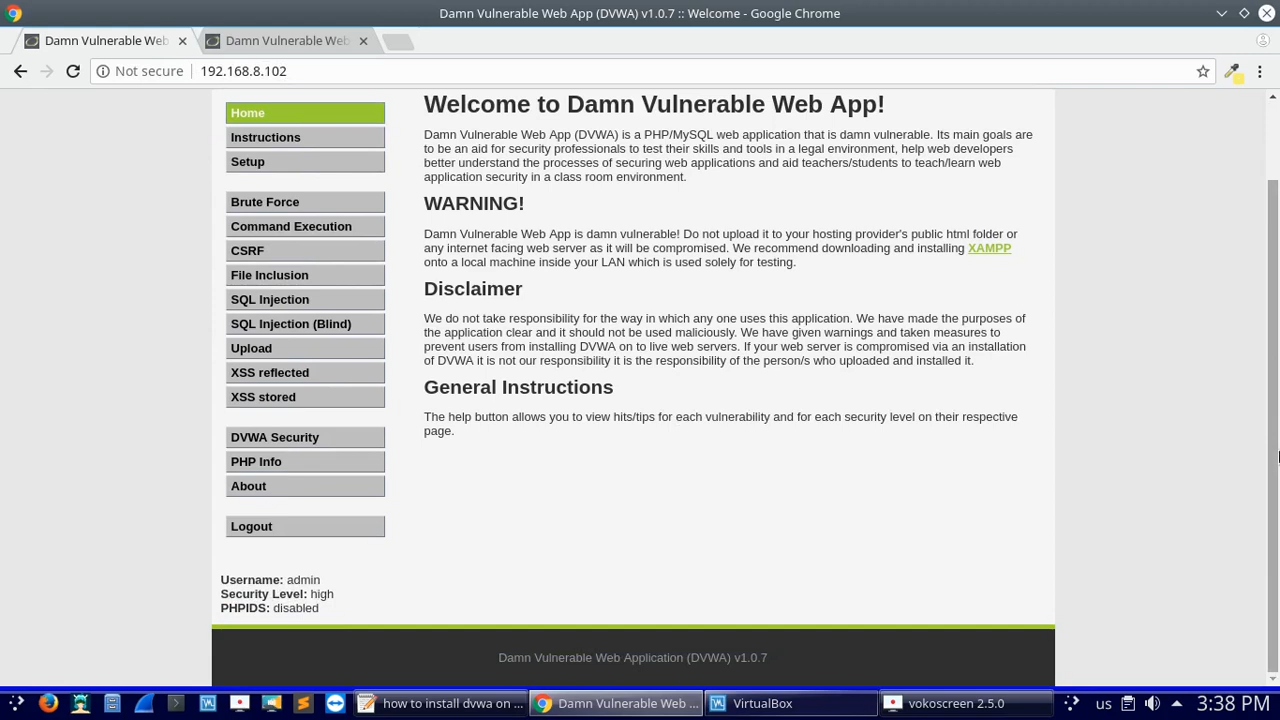 Damn Vulnerable Web App (DVWA) v1.0.7 :: Welcome - Google Chrome
Damn Vulnerable Web
Damn Vulnerable Web
Not secure
192.168.8.102
Home
Instructions
Setup
Brute Force
Command Execution
CSRF
File Inclusion
SQL Injection
SQL Injection (Blind)
Upload
XSS reflected
XSS stored
DVWA Security
PHP Info
About
Logout
Username: admin
Security Level: high
PHPIDS: disabled
Welcome to Damn Vulnerable Web App!
Damn Vulnerable Web App (DVWA) is a PHP/MySQL web application that is damn vulnerable. Its main goals are
to be an aid for security professionals to test their skills and tools in a legal environment, help web developers
better understand the processes of securing web applications and aid teachers/students to teach/learn web
application security in a class room environment.
WARNING!
Damn Vulnerable Web App is damn vulnerable! Do not upload it to your hosting provider's public html folder or
any internet facing web server as it will be compromised. We recommend downloading and installing XAMPP
onto a local machine inside your LAN which is used solely for testing.
Disclaimer
We do not take responsibility for the way in which any one uses this application. We have made the purposes of
the application clear and it should not be used maliciously. We have given warnings and taken measures to
prevent users from installing DVWA on to live web servers. If your web server is compromised via an installation
of DVWA it is not our responsibility it is the responsibility of the person/s who uploaded and installed it.
General Instructions
The help button allows you to view hits/tips for each vulnerability and for each security level on their respective
page.
Damn Vulnerable Web Application (DVWA) v1.0.7
how to install dvwa on ...
Damn Vulnerable Web ...
VirtualBox
vokoscreen 2.5.0
us
3:38 PM